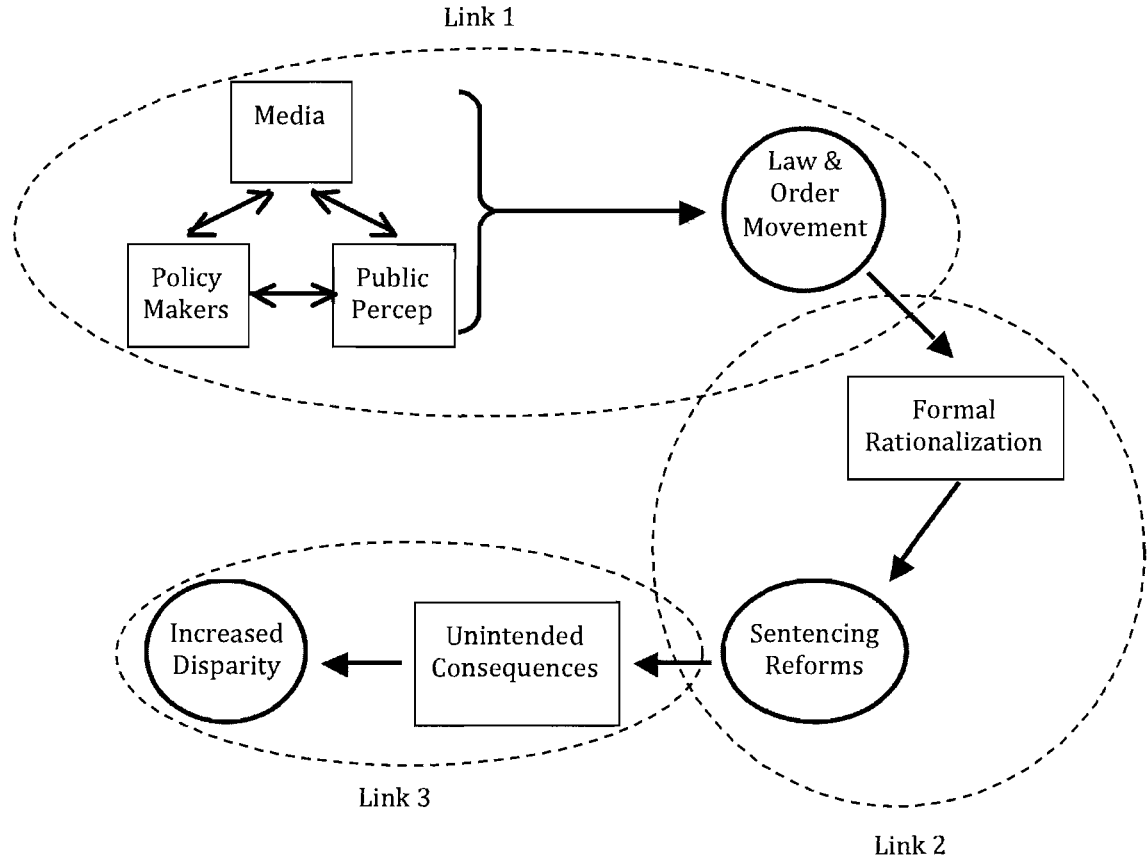 Link 1
Media
Policy
Makers
Public
Percep
Law &
Order
Movement
Formal
Rationalization
Sentencing
Reforms
Unintended
Consequences
Increased
Disparity
Link 3
Link 2